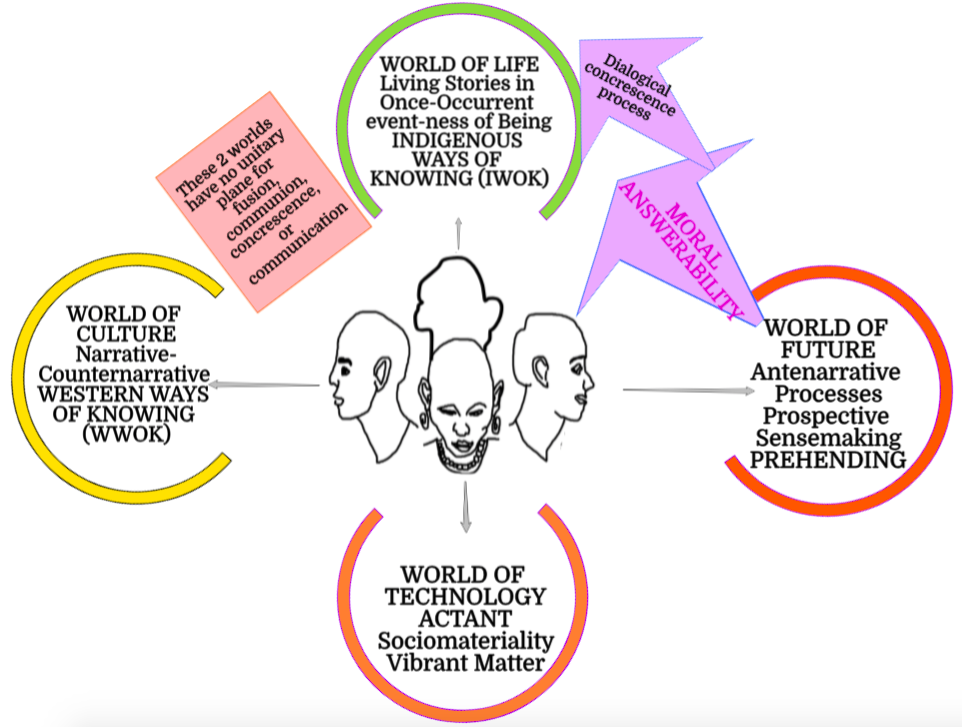 WORLD OF LIFE
Living Stories in
Once-Occurrent
event-ness of Being
INDIGENOUS
WAYS OF
KNOWING (IWOK)
Dialogical
concrescence
process
These 2 worlds
have no unitary
plane for
fusion,
communion,
concrescence,
or
communication
MORAL
ANSWERABILITY
WORLD OF
CULTURE
Narrative-
Counternarrative
WESTERN WAYS
OF KNOWING
(WWOK)
WORLD OF
FUTURE
Antenarrative
Processes
Prospective
Sensemaking
PREHENDING
WORLD OF
TECHNOLOGY
ACTANT
Sociomateriality
Vibrant Matter